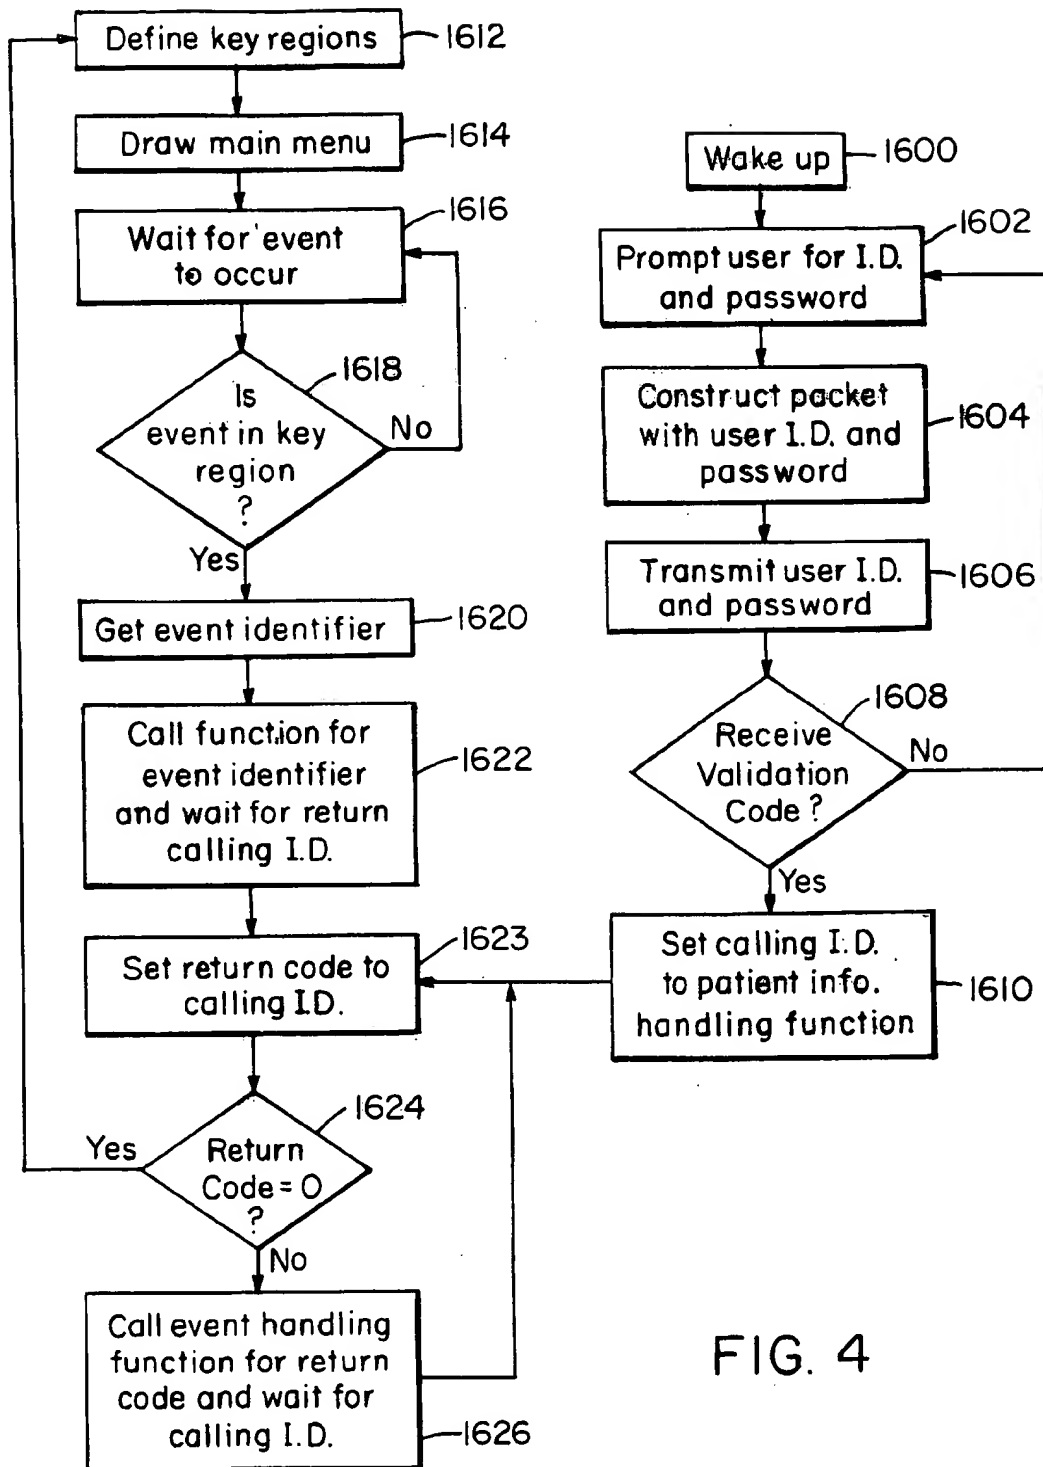 Define key regions
1612
Draw main menu
1614
Wait for event
to occur
1616
Is
event in key
region
?
1618
No
Yes
Get event identifier
1620
Call function for
event identifier
and wait for return
calling I.D.
1622
Set return code to
calling I.D.
1623
Return
Code = 0
?
1624
Yes
No
Call event handling
function for return
code and wait for
calling I.D.
1626
Wake up
1600
Prompt user for I.D.
and password
1602
Construct packet
with user I.D. and
password
1604
Transmit user I.D.
and password
1606
Receive
Validation
Code ?
1608
No
Yes
Set calling I.D.
to patient info.
handling function
1610
FIG. 4